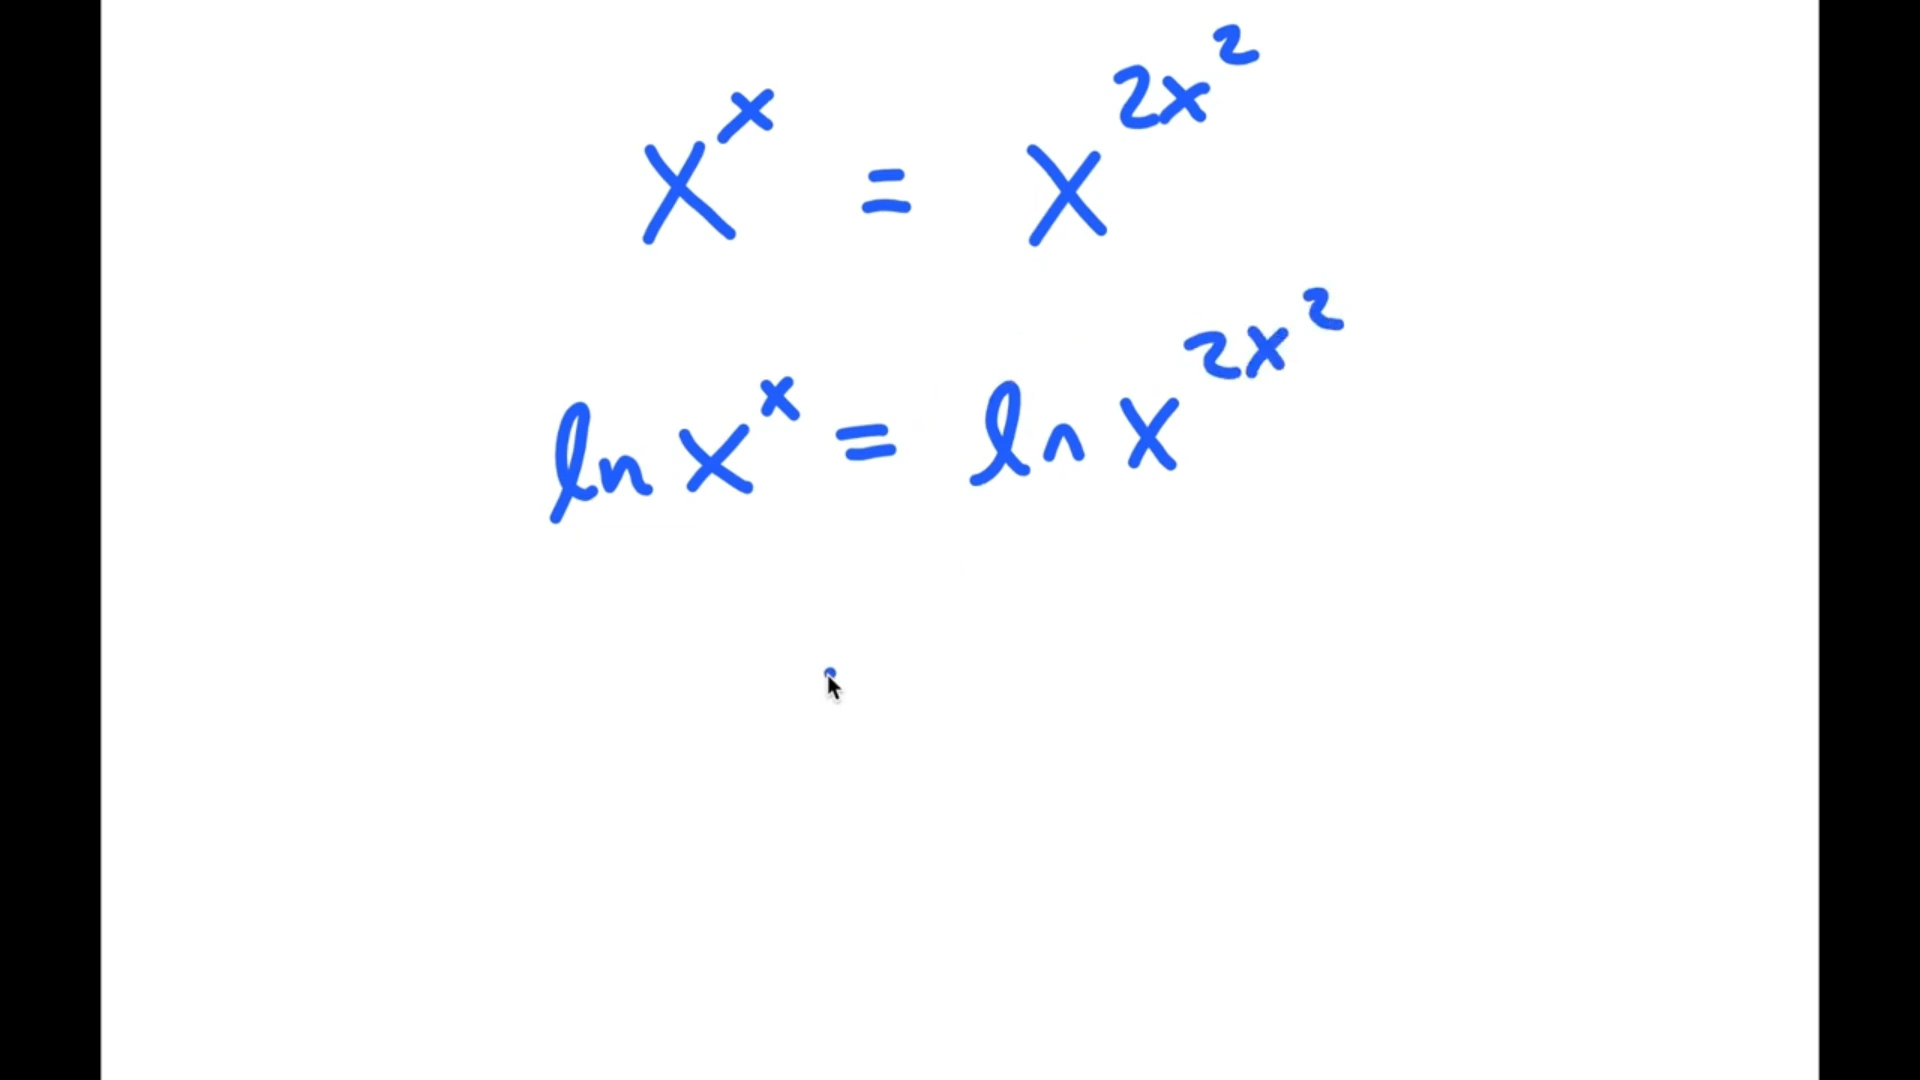 x^x = x^{2x^2}
ln x^x = ln x^{2x^2}